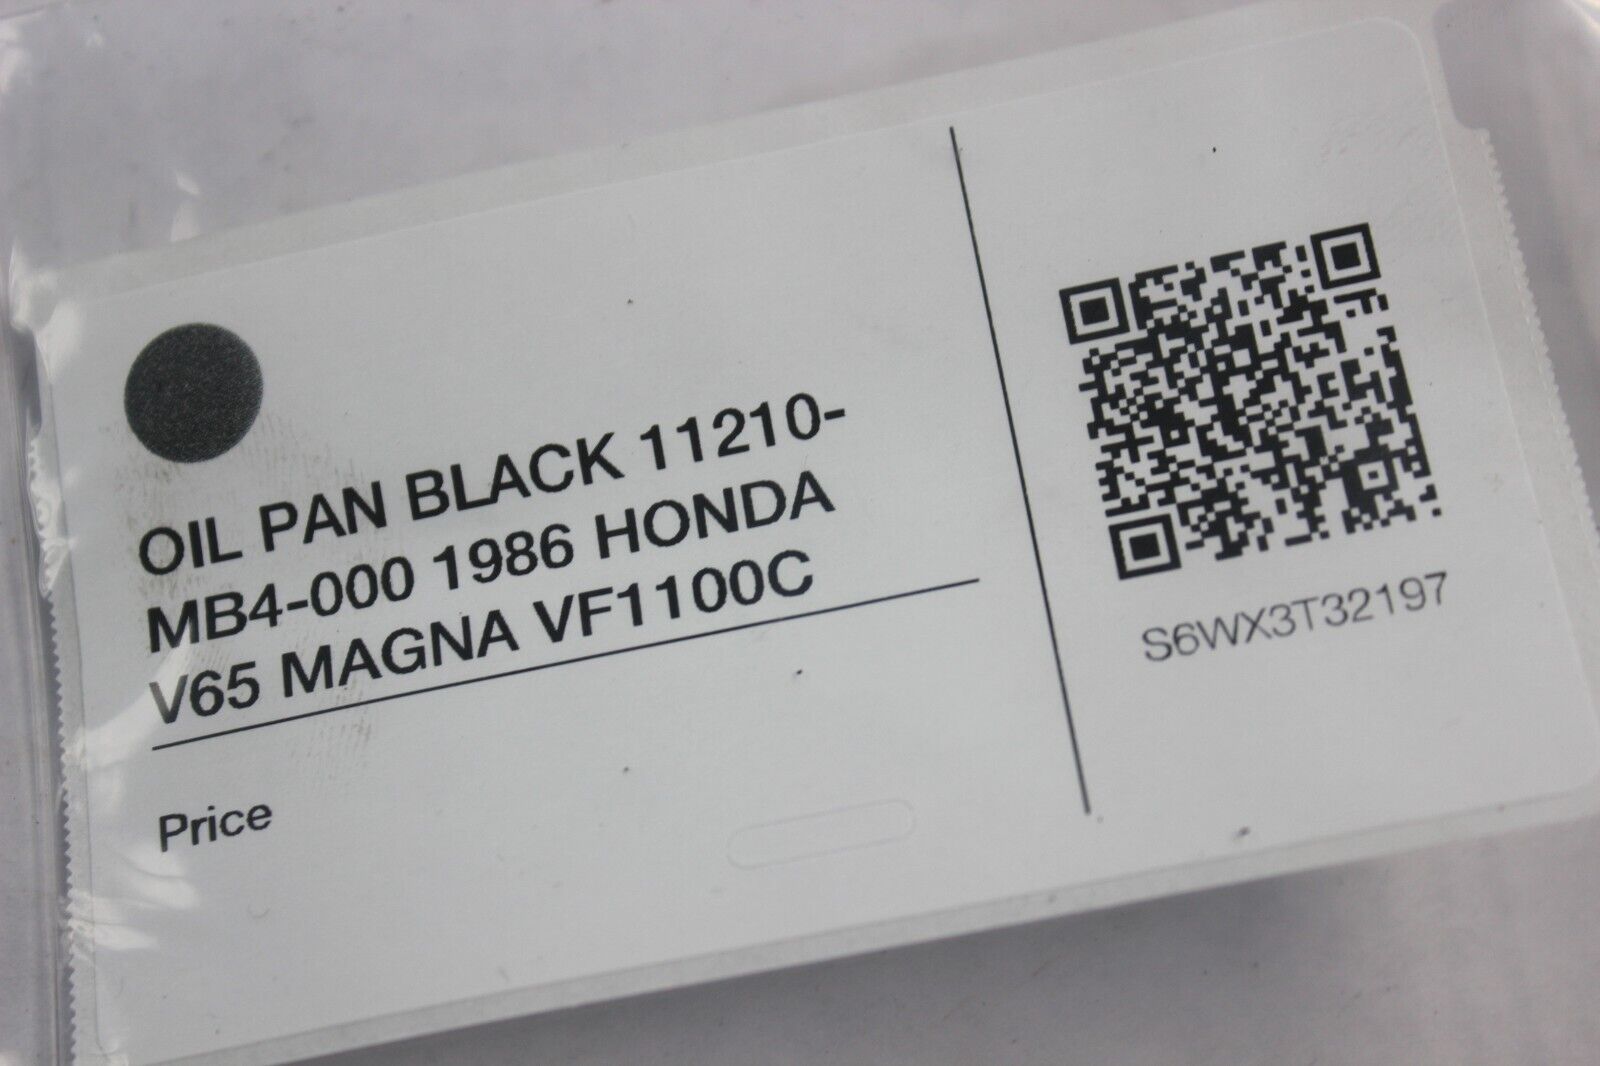 OIL PAN BLACK 11210-
MB4-000 1986 HONDA
V65 MAGNA VF1100C
Price
S6WX3T32197